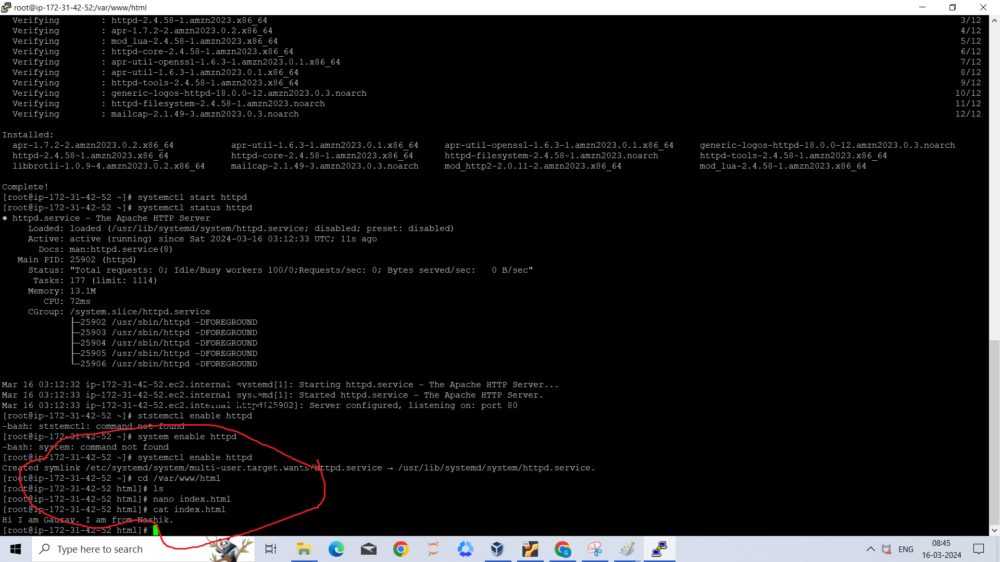 root@ip-172-31-42-52:/var/www/html
Verifying : httpd-2.4.58-1.amzn2023.x86_64 3/12
Verifying : apr-1.7.2-2.amzn2023.0.2.x86_64 4/12
Verifying : mod_lua-2.4.58-1.amzn2023.x86_64 5/12
Verifying : httpd-core-2.4.58-1.amzn2023.x86_64 6/12
Verifying : apr-util-openssl-1.6.3-1.amzn2023.0.1.x86_64 7/12
Verifying : apr-util-1.6.3-1.amzn2023.0.1.x86_64 8/12
Verifying : httpd-tools-2.4.58-1.amzn2023.x86_64 9/12
Verifying : generic-logos-httpd-18.0.0-12.amzn2023.0.3.noarch 10/12
Verifying : httpd-filesystem-2.4.58-1.amzn2023.noarch 11/12
Verifying : mailcap-2.1.49-3.amzn2023.0.3.noarch 12/12
Installed:
apr-1.7.2-2.amzn2023.0.2.x86_64 apr-util-1.6.3-1.amzn2023.0.1.x86_64 apr-util-openssl-1.6.3-1.amzn2023.0.1.x86_64 generic-logos-httpd-18.0.0-12.amzn2023.0.3.noarch
httpd-2.4.58-1.amzn2023.x86_64 httpd-core-2.4.58-1.amzn2023.x86_64 httpd-filesystem-2.4.58-1.amzn2023.noarch httpd-tools-2.4.58-1.amzn2023.x86_64
libbrotli-1.0.9-4.amzn2023.0.2.x86_64 mailcap-2.1.49-3.amzn2023.0.3.noarch mod_http2-2.0.11-2.amzn2023.x86_64 mod_lua-2.4.58-1.amzn2023.x86_64
Complete!
[root@ip-172-31-42-52 ~]# systemctl start httpd
[root@ip-172-31-42-52 ~]# systemctl status httpd
● httpd.service - The Apache HTTP Server
Loaded: loaded (/usr/lib/systemd/system/httpd.service; disabled; preset: disabled)
Active: active (running) since Sat 2024-03-16 03:12:33 UTC; 11s ago
Docs: man:httpd.service(8)
Main PID: 25902 (httpd)
Status: "Total requests: 0; Idle/Busy workers 100/0;Requests/sec: 0; Bytes served/sec: 0 B/sec"
Tasks: 177 (limit: 1114)
Memory: 13.1M
CPU: 72ms
CGroup: /system.slice/httpd.service
├─25902 /usr/sbin/httpd -DFOREGROUND
├─25903 /usr/sbin/httpd -DFOREGROUND
├─25904 /usr/sbin/httpd -DFOREGROUND
├─25905 /usr/sbin/httpd -DFOREGROUND
└─25906 /usr/sbin/httpd -DFOREGROUND
Mar 16 03:12:32 ip-172-31-42-52.ec2.internal systemd[1]: Starting httpd.service - The Apache HTTP Server...
Mar 16 03:12:33 ip-172-31-42-52.ec2.internal systemd[1]: Started httpd.service - The Apache HTTP Server.
Mar 16 03:12:33 ip-172-31-42-52.ec2.internal httpd[25902]: Server configured, listening on: port 80
[root@ip-172-31-42-52 ~]# ststemctl enable httpd
-bash: ststemctl: command not found
[root@ip-172-31-42-52 ~]# system enable httpd
-bash: system: command not found
[root@ip-172-31-42-52 ~]# systemctl enable httpd
Created symlink /etc/systemd/system/multi-user.target.wants/httpd.service → /usr/lib/systemd/system/httpd.service.
[root@ip-172-31-42-52 ~]# cd /var/www/html
[root@ip-172-31-42-52 html]# ls
[root@ip-172-31-42-52 html]# nano index.html
[root@ip-172-31-42-52 html]# cat index.html
Hi I am Gaurav. I am from Nashik.
[root@ip-172-31-42-52 html]#
Type here to search
64
G
ENG
08:45
16-03-2024